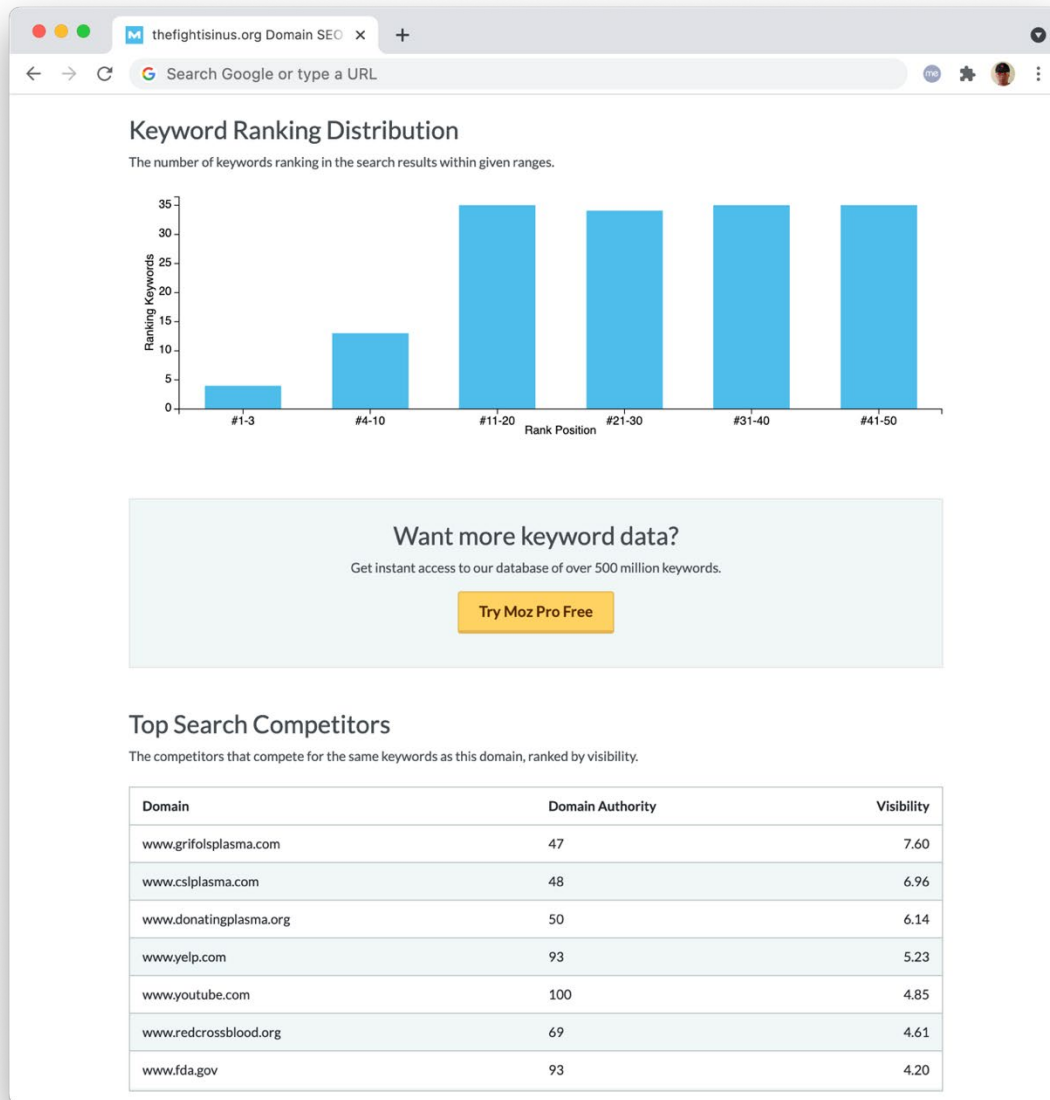 thefightisinus.org Domain SEO
Search Google or type a URL
me
Keyword Ranking Distribution
The number of keywords ranking in the search results within given ranges.
35
30
25
20
15
10
5
0
Ranking Keywords
#1-3 #4-10 #11-20 #21-30 #31-40 #41-50
Rank Position
Want more keyword data?
Get instant access to our database of over 500 million keywords.
Try Moz Pro Free
Top Search Competitors
The competitors that compete for the same keywords as this domain, ranked by visibility.
Domain Domain Authority Visibility
www.grifolsplasma.com 47 7.60
www.cslplasma.com 48 6.96
www.donatingplasma.org 50 6.14
www.yelp.com 93 5.23
www.youtube.com 100 4.85
www.redcrossblood.org 69 4.61
www.fda.gov 93 4.20